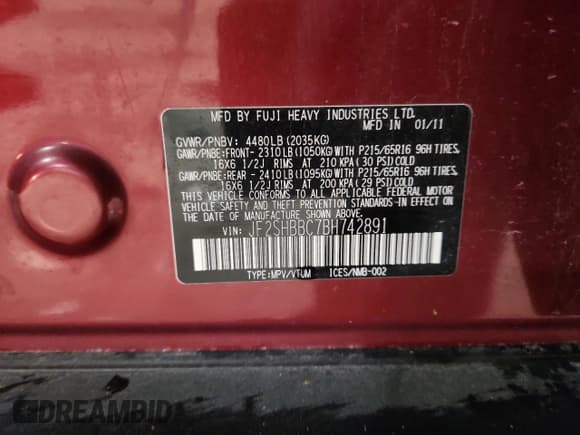 MFD BY FUJI HEAVY INDUSTRIES LTD.
MFD IN 01/11
GVWR/PNBV: 4480LB(2035KG)
GAWR/PNBE:FRONT-2310LB(1050KG)WITH P215/65R16 96H TIRES,
16X6 1/2J RIMS AT 210 KPA(30 PSI)COLD
GAWR/PNBE:REAR -2410LB(1095KG)WITH P215/65R16 96H TIRES,
16X6 1/2J RIMS AT 200 KPA(29 PSI)COLD
THIS VEHICLE CONFORMS TO ALL APPLICABLE FEDERAL MOTOR
VEHICLE SAFETY AND THEFT PREVENTION STANDARDS IN EFFECT ON
THE DATE OF MANUFACTURE SHOWN ABOVE.
VIN: JF2SHBBC7BH742891
TYPE:MPV/VTUM ICES/NMB-002
DREAMBID